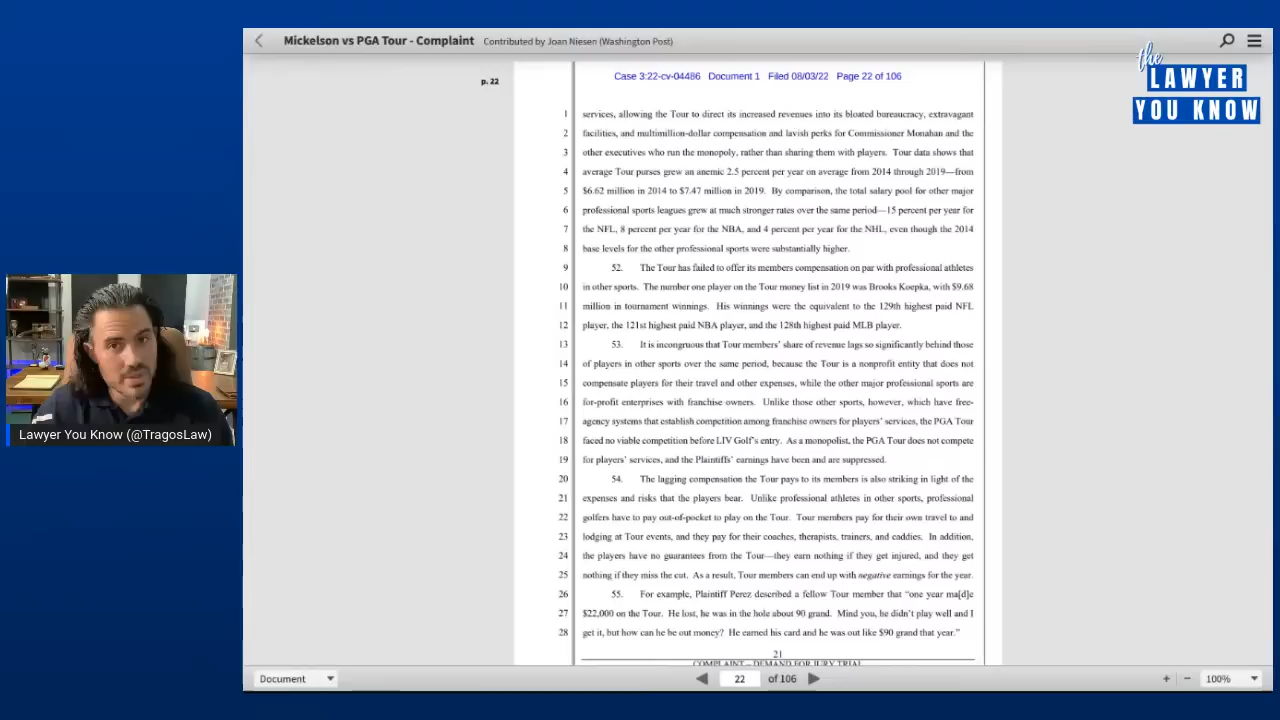 Mickelson vs PGA Tour - Complaint Contributed by Joan Niesen (Washington Post)
the
LAWYER
YOU KNOW
p. 22
Case 3:22-cv-04486 Document 1 Filed 08/03/22 Page 22 of 106
1 services, allowing the Tour to direct its increased revenues into its bloated bureaucracy, extravagant
2 facilities, and multimillion-dollar compensation and lavish perks for Commissioner Monahan and the
3 other executives who run the monopoly, rather than sharing them with players. Tour data shows that
4 average Tour purses grew an anemic 2.5 percent per year on average from 2014 through 2019—from
5 $6.62 million in 2014 to $7.47 million in 2019. By comparison, the total salary pool for other major
6 professional sports leagues grew at much stronger rates over the same period—15 percent per year for
7 the NFL, 8 percent per year for the NBA, and 4 percent per year for the NHL, even though the 2014
8 base levels for the other professional sports were substantially higher.
9 52. The Tour has failed to offer its members compensation on par with professional athletes
10 in other sports. The number one player on the Tour money list in 2019 was Brooks Koepka, with $9.68
11 million in tournament winnings. His winnings were the equivalent to the 129th highest paid NFL
12 player, the 121st highest paid NBA player, and the 128th highest paid MLB player.
13 53. It is incongruous that Tour members' share of revenue lags so significantly behind those
14 of players in other sports over the same period, because the Tour is a nonprofit entity that does not
15 compensate players for their travel and other expenses, while the other major professional sports are
16 for-profit enterprises with franchise owners. Unlike those other sports, however, which have free-
17 agency systems that establish competition among franchise owners for players' services, the PGA Tour
18 faced no viable competition before LIV Golf's entry. As a monopolist, the PGA Tour does not compete
19 for players' services, and the Plaintiffs' earnings have been and are suppressed.
20 54. The lagging compensation the Tour pays to its members is also striking in light of the
21 expenses and risks that the players bear. Unlike professional athletes in other sports, professional
22 golfers have to pay out-of-pocket to play on the Tour. Tour members pay for their own travel to and
23 lodging at Tour events, and they pay for their coaches, therapists, trainers, and caddies. In addition,
24 the players have no guarantees from the Tour—they earn nothing if they get injured, and they get
25 nothing if they miss the cut. As a result, Tour members can end up with negative earnings for the year.
26 55. For example, Plaintiff Perez described a fellow Tour member that "one year ma[d]e
27 $22,000 on the Tour. He lost, he was in the hole about 90 grand. Mind you, he didn't play well and I
28 get it, but how can he be out money? He earned his card and he was out like $90 grand that year."
21
COMPLAINT – DEMAND FOR JURY TRIAL
Lawyer You Know (@TragosLaw)
Document 22 of 106 + − 100%